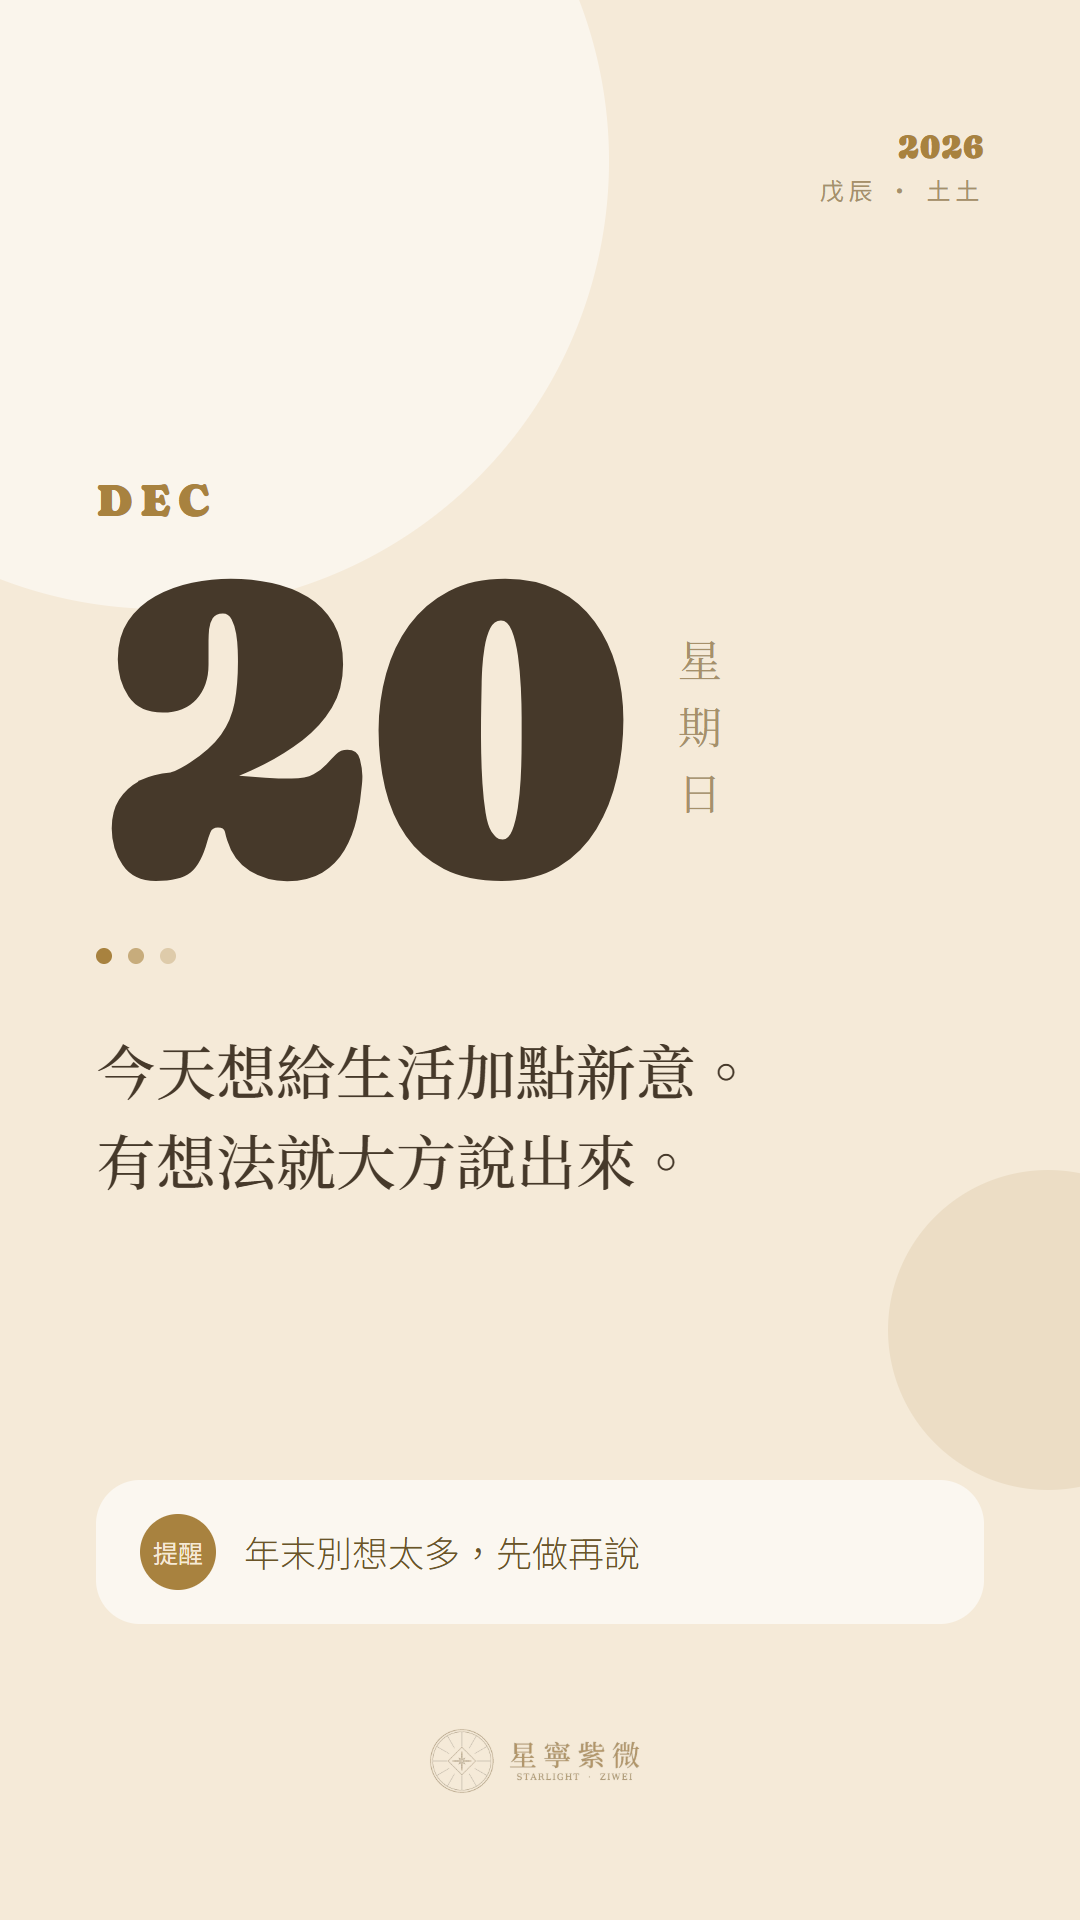 2026
戊辰 • 土土
DEC
20
星期日
今天想給生活加點新意。
有想法就大方說出來。
提醒
年末別想太多，先做再說
星寧紫微
STARLIGHT · ZIWEI